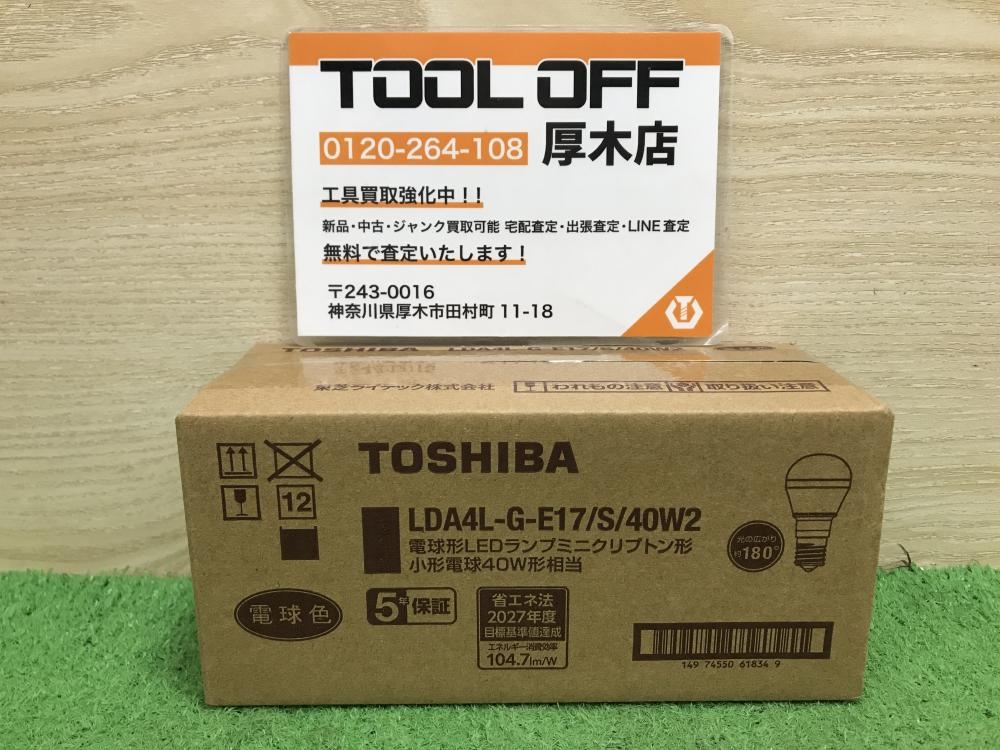 TOOL OFF
0120-264-108 厚木店
工具買取強化中！！
新品・中古・ジャンク買取可能 宅配査定・出張査定・LINE査定
無料で査定いたします！
〒243-0016
神奈川県厚木市田村町 11-18
TOSHIBA LDA4L-G-E17/S/40W2
東芝ライテック株式会社 われもの注意 取り扱い注意
TOSHIBA
12
LDA4L-G-E17/S/40W2
電球形LEDランプミニクリプトン形
小形電球40W形相当
光の広がり
約180°
電球色
5年保証
省エネ法
2027年度
目標基準値達成
エネルギー消費効率
104.7lm/W
149 74550 61834 9